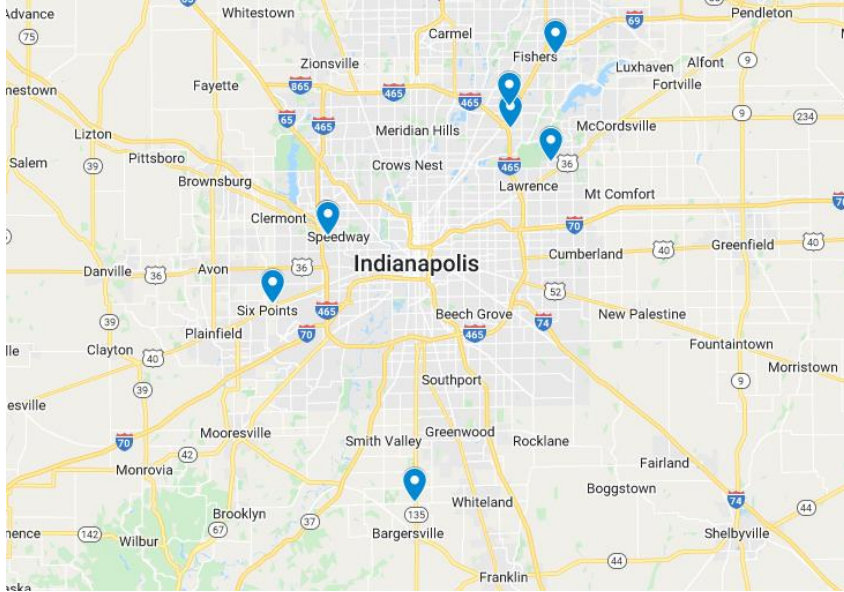 Advance
Whitestown
Carmel
69
Pendleton
75
Fishers
Zionsville
Luxhaven
Alfont
9
Fortville
Fayette
865
465
465
65
465
Meridian Hills
McCordsville
9
234
Lizton
Crows Nest
465
36
Salem
39
Pittsboro
Lawrence
Brownsburg
Mt Comfort
70
Clermont
70
Speedway
Indianapolis
Cumberland
40
Greenfield
40
Danville
36
Avon
36
52
Six Points
465
Beech Grove
New Palestine
39
Plainfield
70
465
74
Clayton
40
Fountaintown
39
Morristown
9
Southport
Mooresville
Smith Valley
Greenwood
Rocklane
70
42
Monrovia
Fairland
Boggstown
74
Whiteland
Brooklyn
135
44
37
67
Bargersville
142
Wilbur
Shelbyville
44
Franklin